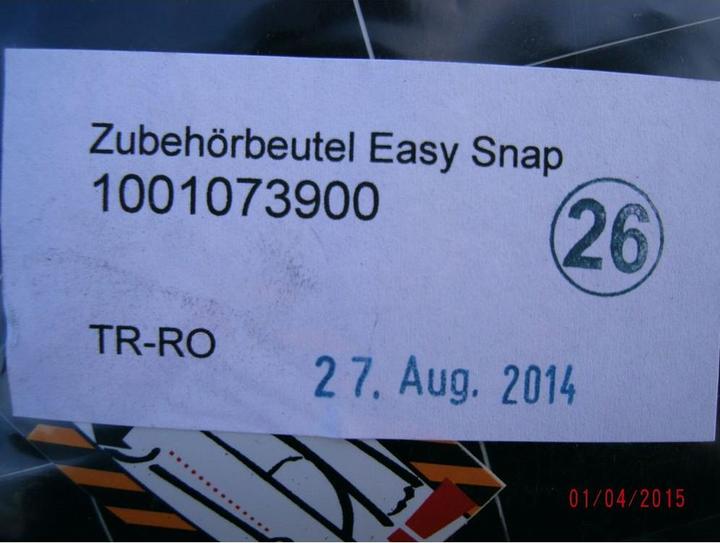 Zubehörbeutel Easy Snap
1001073900
26
TR-RO
27. Aug. 2014
01/04/2015